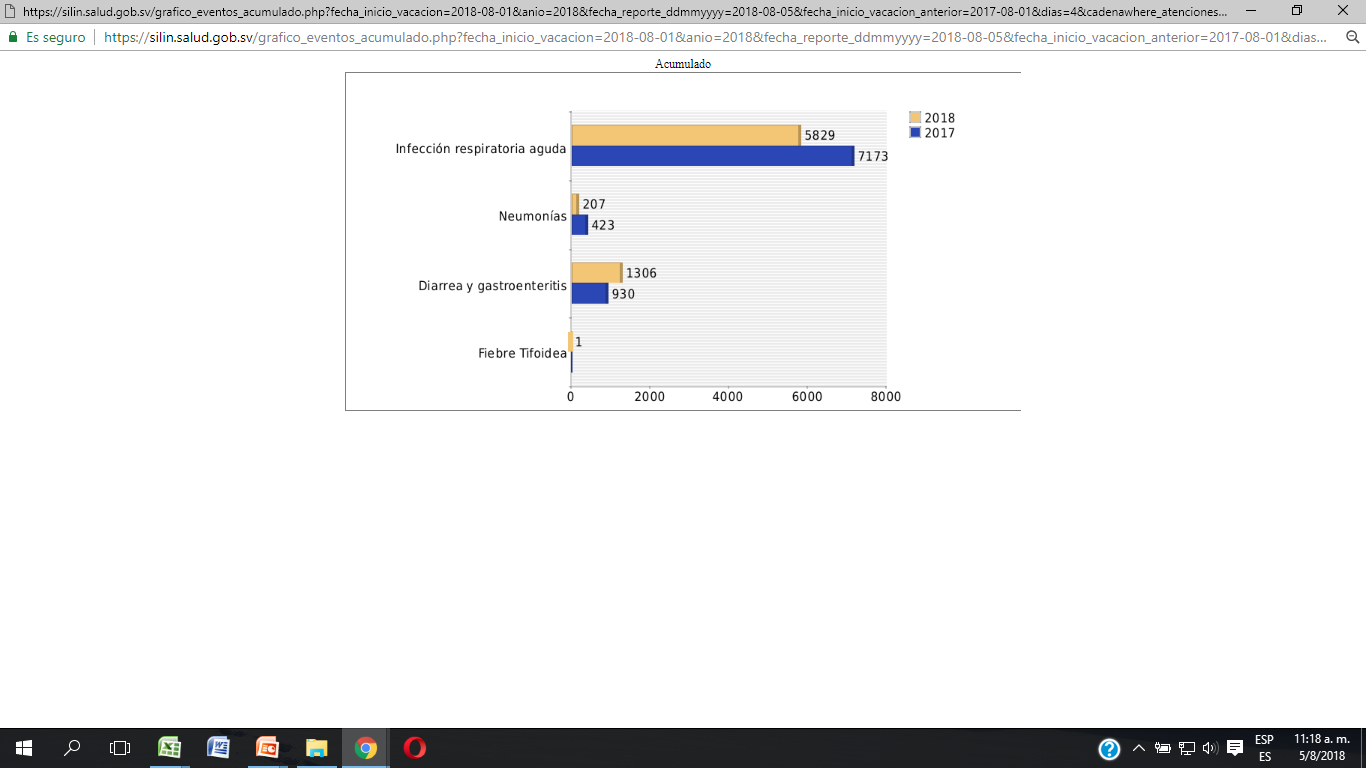 https://silin.salud.gob.sv/grafico_eventos_acumulado.php?fecha_inicio_vacacion=2018-08-01&anio=2018&fecha_reporte_ddmmyyyy=2018-08-05&fecha_inicio_vacacion_anterior=2017-08-01&dias=4&cadenawhere_atenciones...
Es seguro | https://silin.salud.gob.sv/grafico_eventos_acumulado.php?fecha_inicio_vacacion=2018-08-01&anio=2018&fecha_reporte_ddmmyyyy=2018-08-05&fecha_inicio_vacacion_anterior=2017-08-01&dias...
Acumulado
2018
2017
Infección respiratoria aguda
5829
7173
Neumonías
207
423
Diarrea y gastroenteritis
1306
930
Fiebre Tifoidea
1
0 2000 4000 6000 8000
ESP
ES
11:18 a. m.
5/8/2018